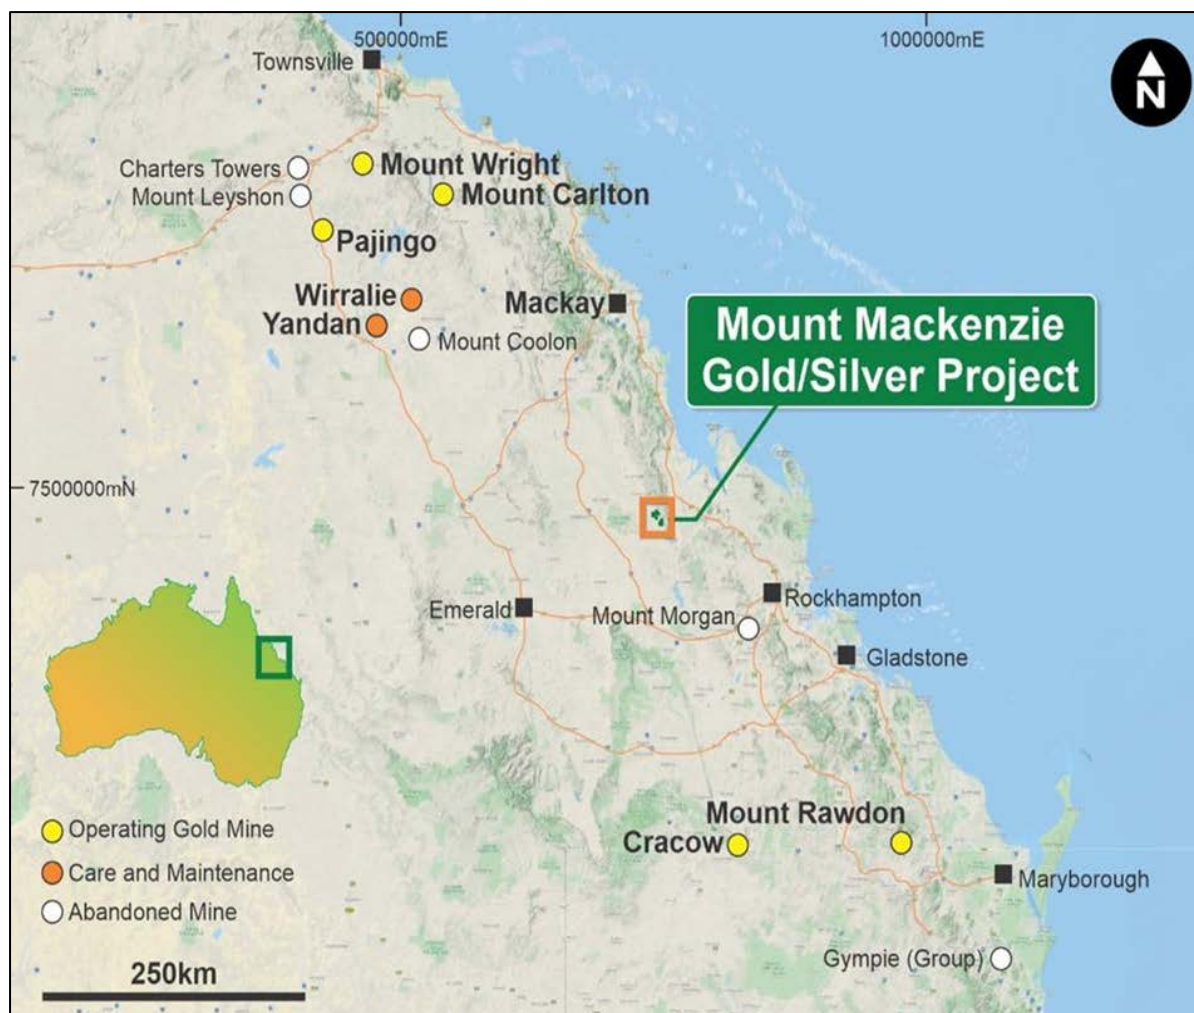 500000mE
1000000mE
Townsville
N
Charters Towers
Mount Wright
Mount Leyshon
Mount Carlton
Pajingo
Wirralie
Mackay
Yandan
Mount Coolon
Mount Mackenzie
Gold/Silver Project
7500000mN
Emerald
Rockhampton
Mount Morgan
Gladstone
Operating Gold Mine
Mount Rawdon
Cracow
Care and Maintenance
Maryborough
Abandoned Mine
Gympie (Group)
250km